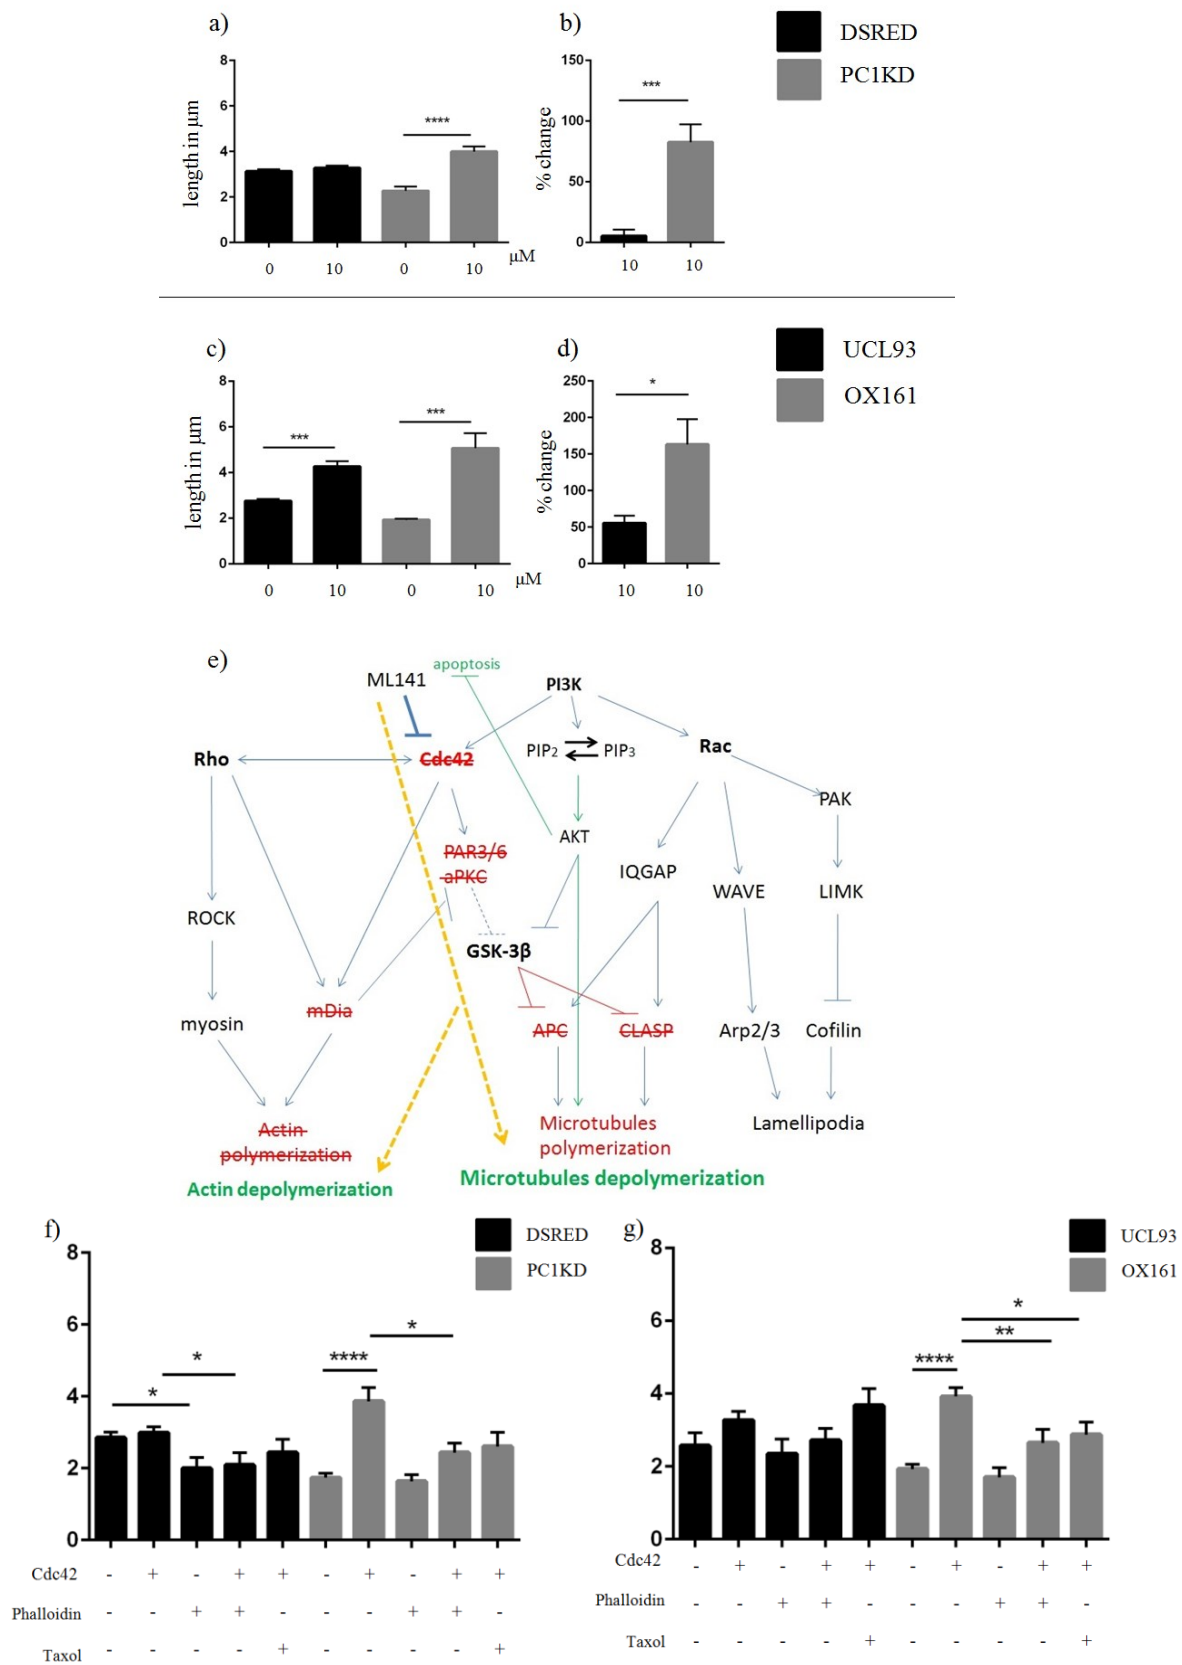 a)
b)
DSRED
PC1KD
length in μm
8
6
4
2
0
****
0 10 0 10 μM
% change
150
100
50
0
***
10 10
c)
d)
UCL93
OX161
length in μm
8
6
4
2
0
***
***
0 10 0 10 μM
% change
250
200
150
100
50
0
*
10 10
e)
ML141
apoptosis
PI3K
Rho
Cdc42
PIP2
PIP3
Rac
PAK
AKT
PAR3/6
aPKC
IQGAP
WAVE
LIMK
ROCK
GSK-3β
mDia
myosin
APC
CLASP
Arp2/3
Cofilin
Actin
polymerization
Microtubules
polymerization
Lamellipodia
Actin depolymerization
Microtubules depolymerization
f)
DSRED
PC1KD
8
6
4
2
0
*
*
****
*
Cdc42 - + - + + - + - + +
Phalloidin - - + + - - - + + -
Taxol - - - - + - - - - +
g)
UCL93
OX161
8
6
4
2
0
****
**
*
Cdc42 - + - + + - + - + +
Phalloidin - - + + - - - + + -
Taxol - - - - + - - - - +